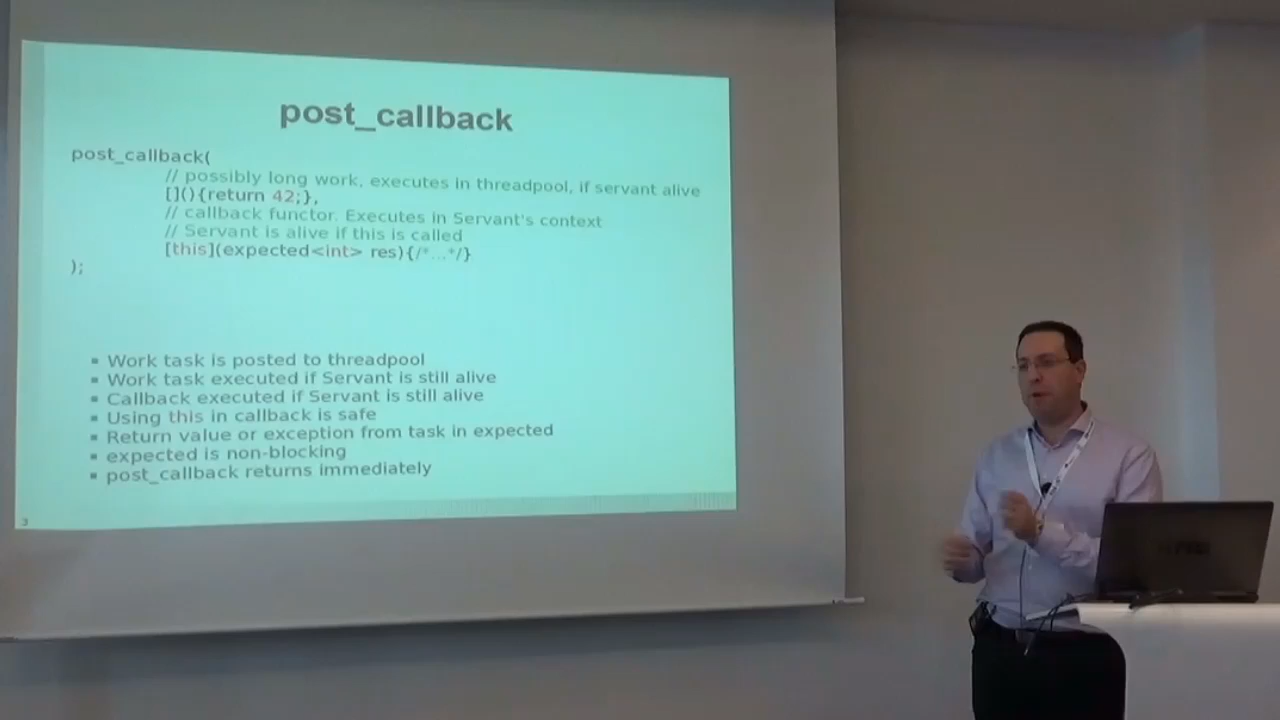 post_callback
post_callback(
// possibly long work, executes in threadpool, if servant alive
[](){return 42;},
// callback functor. Executes in Servant's context
// Servant is alive if this is called
[this](expected<int> res){/*...*/}
);
▪ Work task is posted to threadpool
▪ Work task executed if Servant is still alive
▪ Callback executed if Servant is still alive
▪ Using this in callback is safe
▪ Return value or exception from task in expected
▪ expected is non-blocking
▪ post_callback returns immediately
3